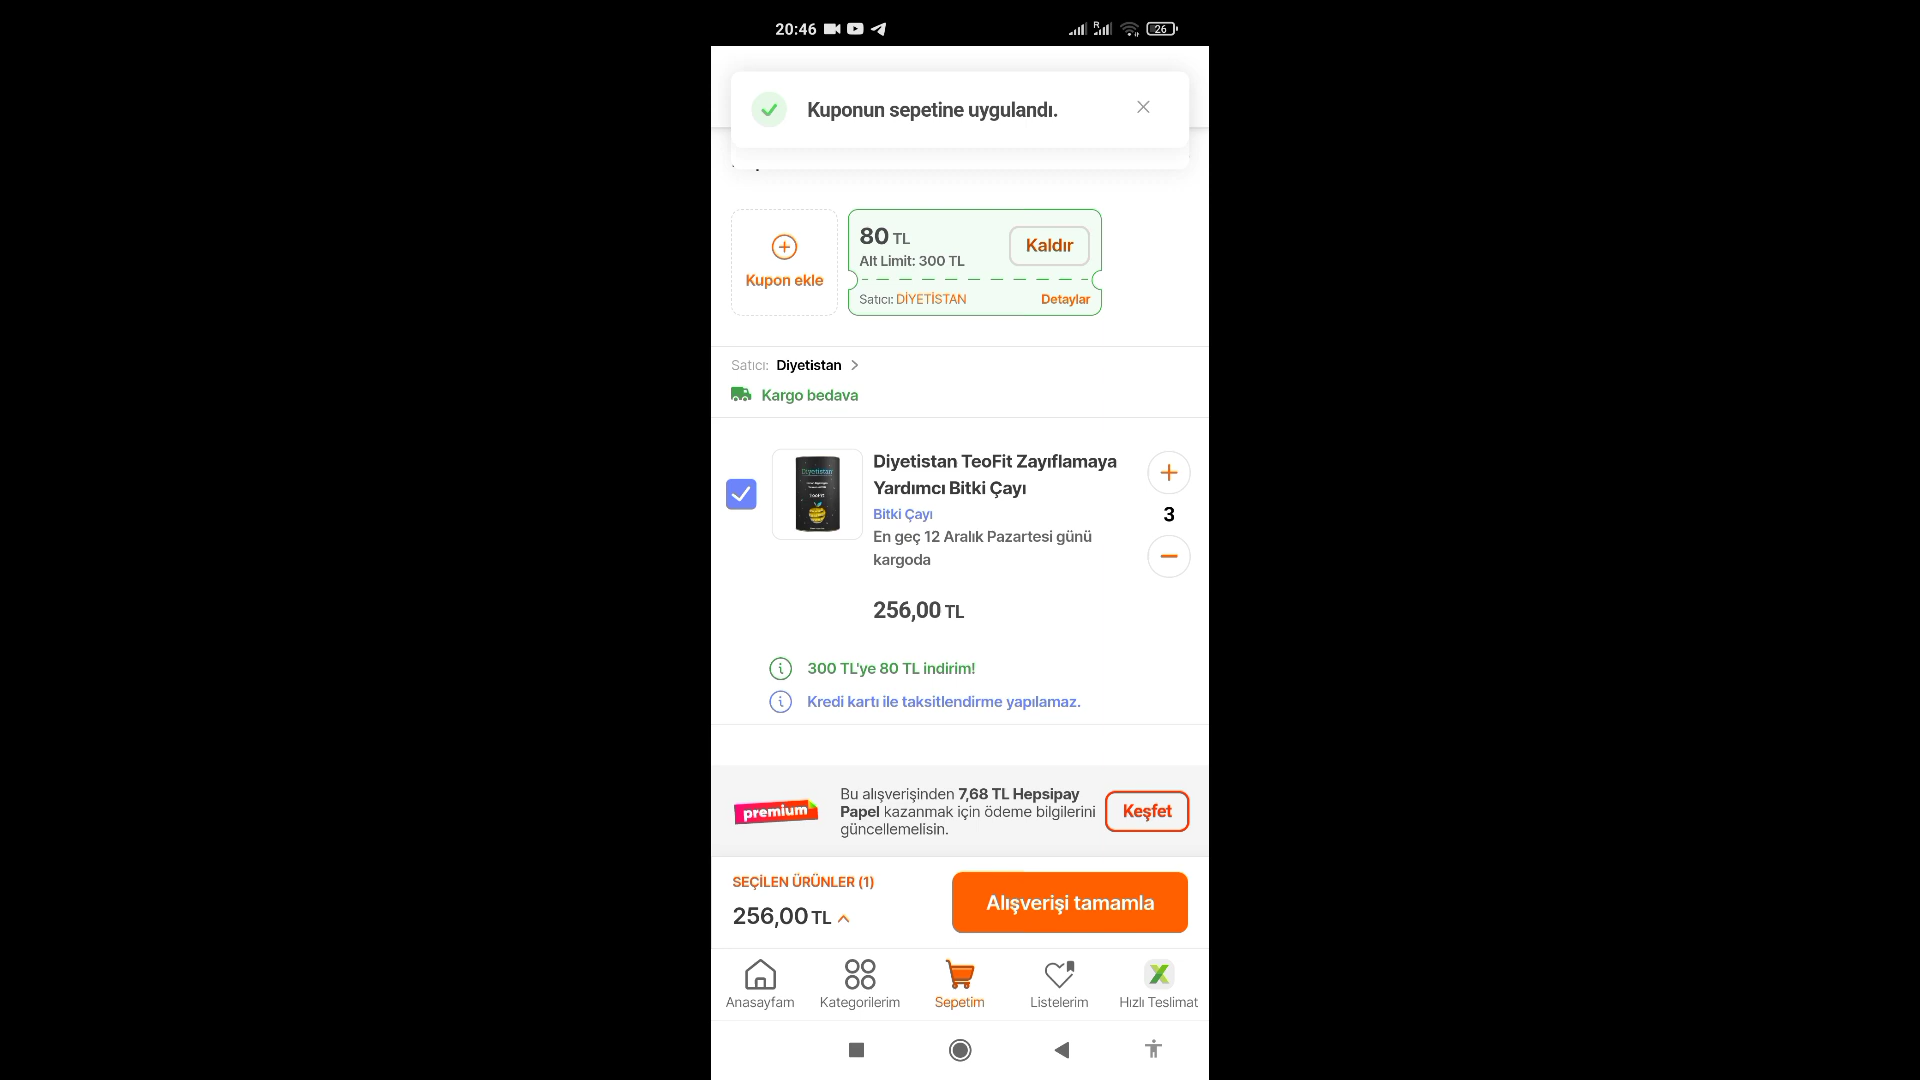 20:46
R
26
Kuponun sepetine uygulandı.
Kupon ekle
80 TL
Alt Limit: 300 TL
Kaldır
Satıcı: DİYETİSTAN
Detaylar
Satıcı: Diyetistan
Kargo bedava
Diyetistan
TeoFit
Diyetistan TeoFit Zayıflamaya
Yardımcı Bitki Çayı
Bitki Çayı
En geç 12 Aralık Pazartesi günü
kargoda
3
256,00 TL
300 TL'ye 80 TL indirim!
Kredi kartı ile taksitlendirme yapılamaz.
premium
Bu alışverişinden 7,68 TL Hepsipay
Papel kazanmak için ödeme bilgilerini
güncellemelisin.
Keşfet
SEÇİLEN ÜRÜNLER (1)
256,00 TL
Alışverişi tamamla
Anasayfam
Kategorilerim
Sepetim
Listelerim
Hızlı Teslimat